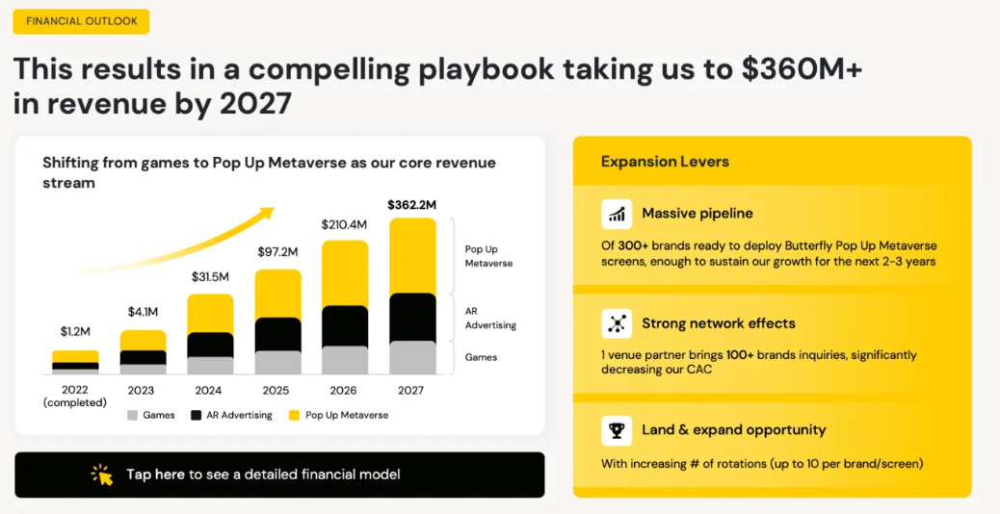 FINANCIAL OUTLOOK
This results in a compelling playbook taking us to $360M+
in revenue by 2027
Shifting from games to Pop Up Metaverse as our core revenue
stream
$362.2M
$210.4M
$97.2M
$31.5M
$4.1M
$1.2M
Pop Up
Metaverse
AR
Advertising
Games
2022
(completed)
2023
2024
2025
2026
2027
Games
AR Advertising
Pop Up Metaverse
Tap here to see a detailed financial model
Expansion Levers
Massive pipeline
Of 300+ brands ready to deploy Butterfly Pop Up Metaverse
screens, enough to sustain our growth for the next 2-3 years
Strong network effects
1 venue partner brings 100+ brands inquiries, significantly
decreasing our CAC
Land & expand opportunity
With increasing # of rotations (up to 10 per brand/screen)